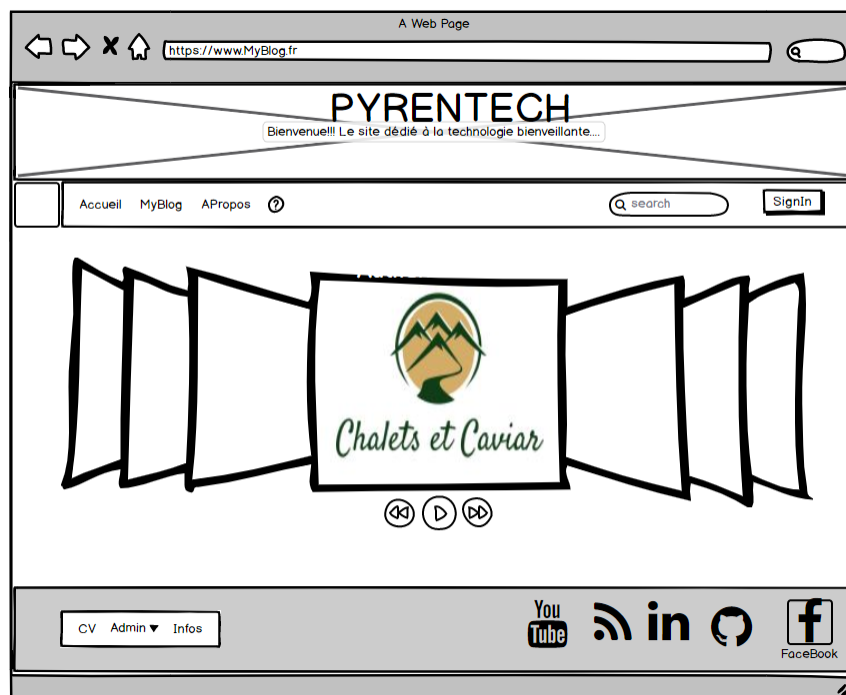 A Web Page
https://www.MyBlog.fr
PYRENTECH
Bienvenue!!! Le site dédié à la technologie bienveillante....
Accueil MyBlog APropos ?
search
SignIn
Chalets et Caviar
CV Admin Infos
You
Tube
in
f
FaceBook